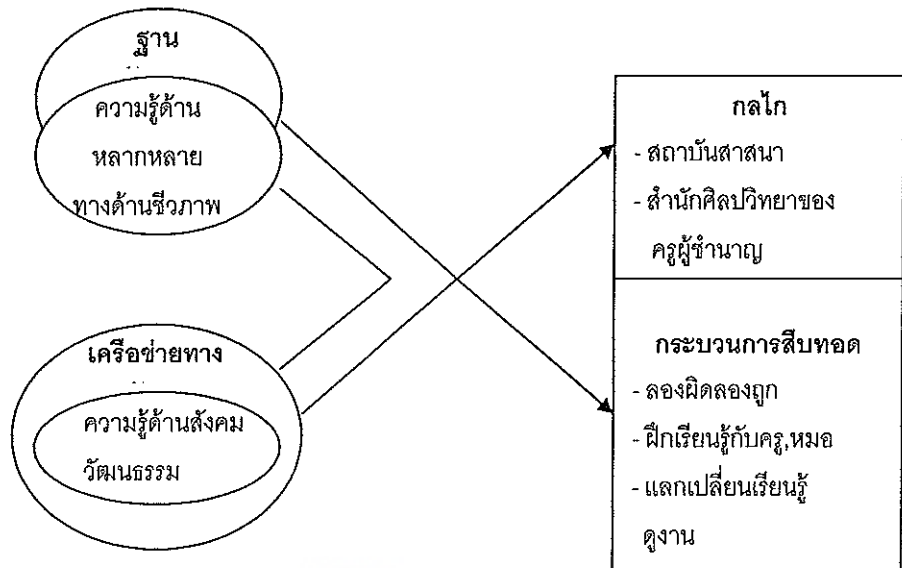 ฐาน
ความรู้ด้าน
หลากหลาย
ทางด้านชีวภาพ
เครือข่ายทาง
ความรู้ด้านสังคม
วัฒนธรรม
กลไก
- สถาบันศาสนา
- สำนักศิลปวิทยาของ
ครูผู้ชำนาญ
กระบวนการสืบทอด
- ลองผิดลองถูก
- ฝึกเรียนรู้กับครู,หมอ
- แลกเปลี่ยนเรียนรู้
ดูงาน